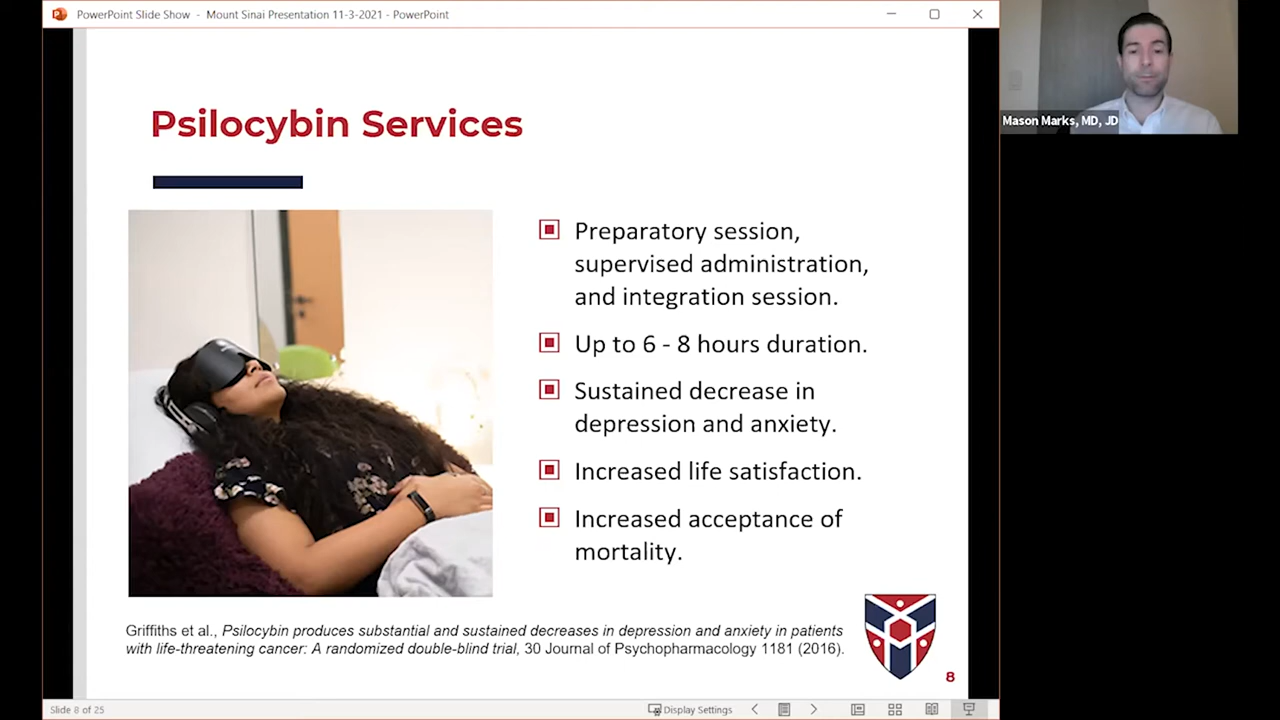 PowerPoint Slide Show - Mount Sinai Presentation 11-3-2021 - PowerPoint
Mason Marks, MD, JD
Psilocybin Services
Preparatory session,
supervised administration,
and integration session.
Up to 6 - 8 hours duration.
Sustained decrease in
depression and anxiety.
Increased life satisfaction.
Increased acceptance of
mortality.
Griffiths et al., Psilocybin produces substantial and sustained decreases in depression and anxiety in patients
with life-threatening cancer: A randomized double-blind trial, 30 Journal of Psychopharmacology 1181 (2016).
8
Slide 8 of 25
Display Settings